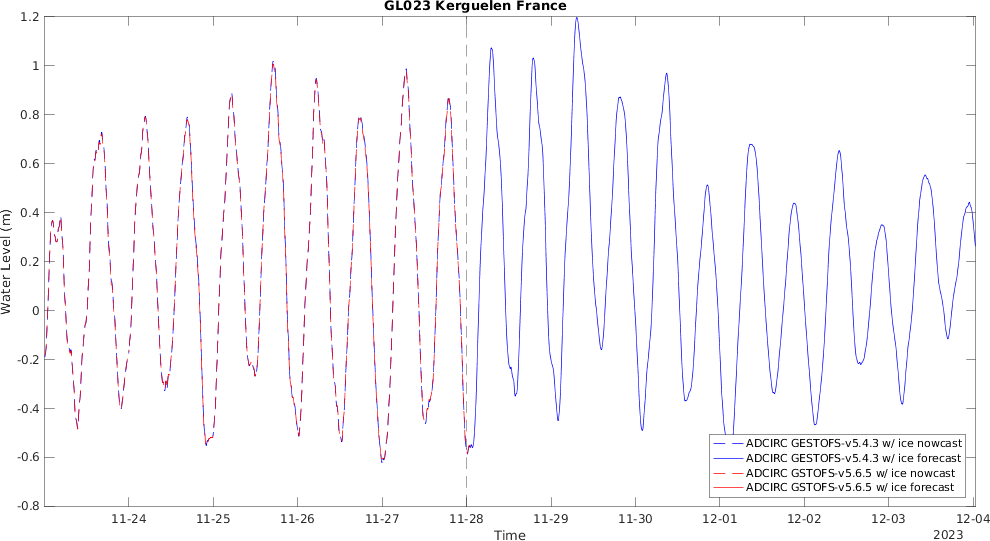 GL023 Kerguelen France
1.2
1
0.8
0.6
0.4
0.2
0
-0.2
-0.4
-0.6
-0.8
Water Level (m)
11-24 11-25 11-26 11-27 11-28 11-29 11-30 12-01 12-02 12-03 12-04
Time
2023
ADCIRC GESTOFS-v5.4.3 w/ ice nowcast
ADCIRC GESTOFS-v5.4.3 w/ ice forecast
ADCIRC GSTOFS-v5.6.5 w/ ice nowcast
ADCIRC GSTOFS-v5.6.5 w/ ice forecast